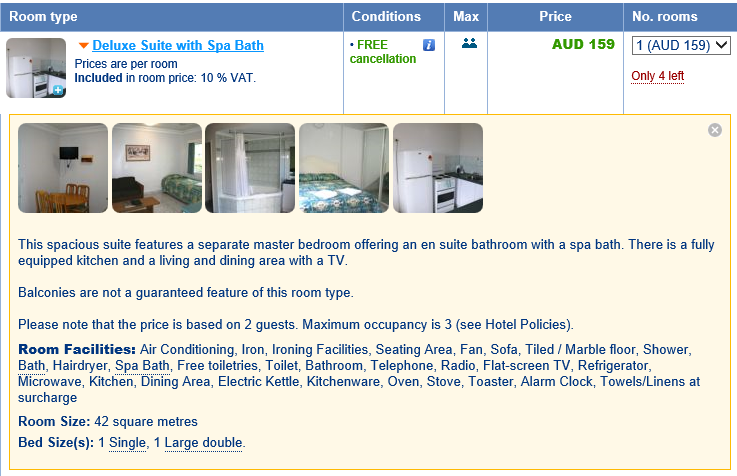 Room type Conditions Max Price No. rooms
Deluxe Suite with Spa Bath • FREE cancellation i AUD 159 1 (AUD 159)
Prices are per room
Included in room price: 10 % VAT.
Only 4 left
This spacious suite features a separate master bedroom offering an en suite bathroom with a spa bath. There is a fully
equipped kitchen and a living and dining area with a TV.
Balconies are not a guaranteed feature of this room type.
Please note that the price is based on 2 guests. Maximum occupancy is 3 (see Hotel Policies).
Room Facilities: Air Conditioning, Iron, Ironing Facilities, Seating Area, Fan, Sofa, Tiled / Marble floor, Shower,
Bath, Hairdryer, Spa Bath, Free toiletries, Toilet, Bathroom, Telephone, Radio, Flat-screen TV, Refrigerator,
Microwave, Kitchen, Dining Area, Electric Kettle, Kitchenware, Oven, Stove, Toaster, Alarm Clock, Towels/Linens at
surcharge
Room Size: 42 square metres
Bed Size(s): 1 Single, 1 Large double.